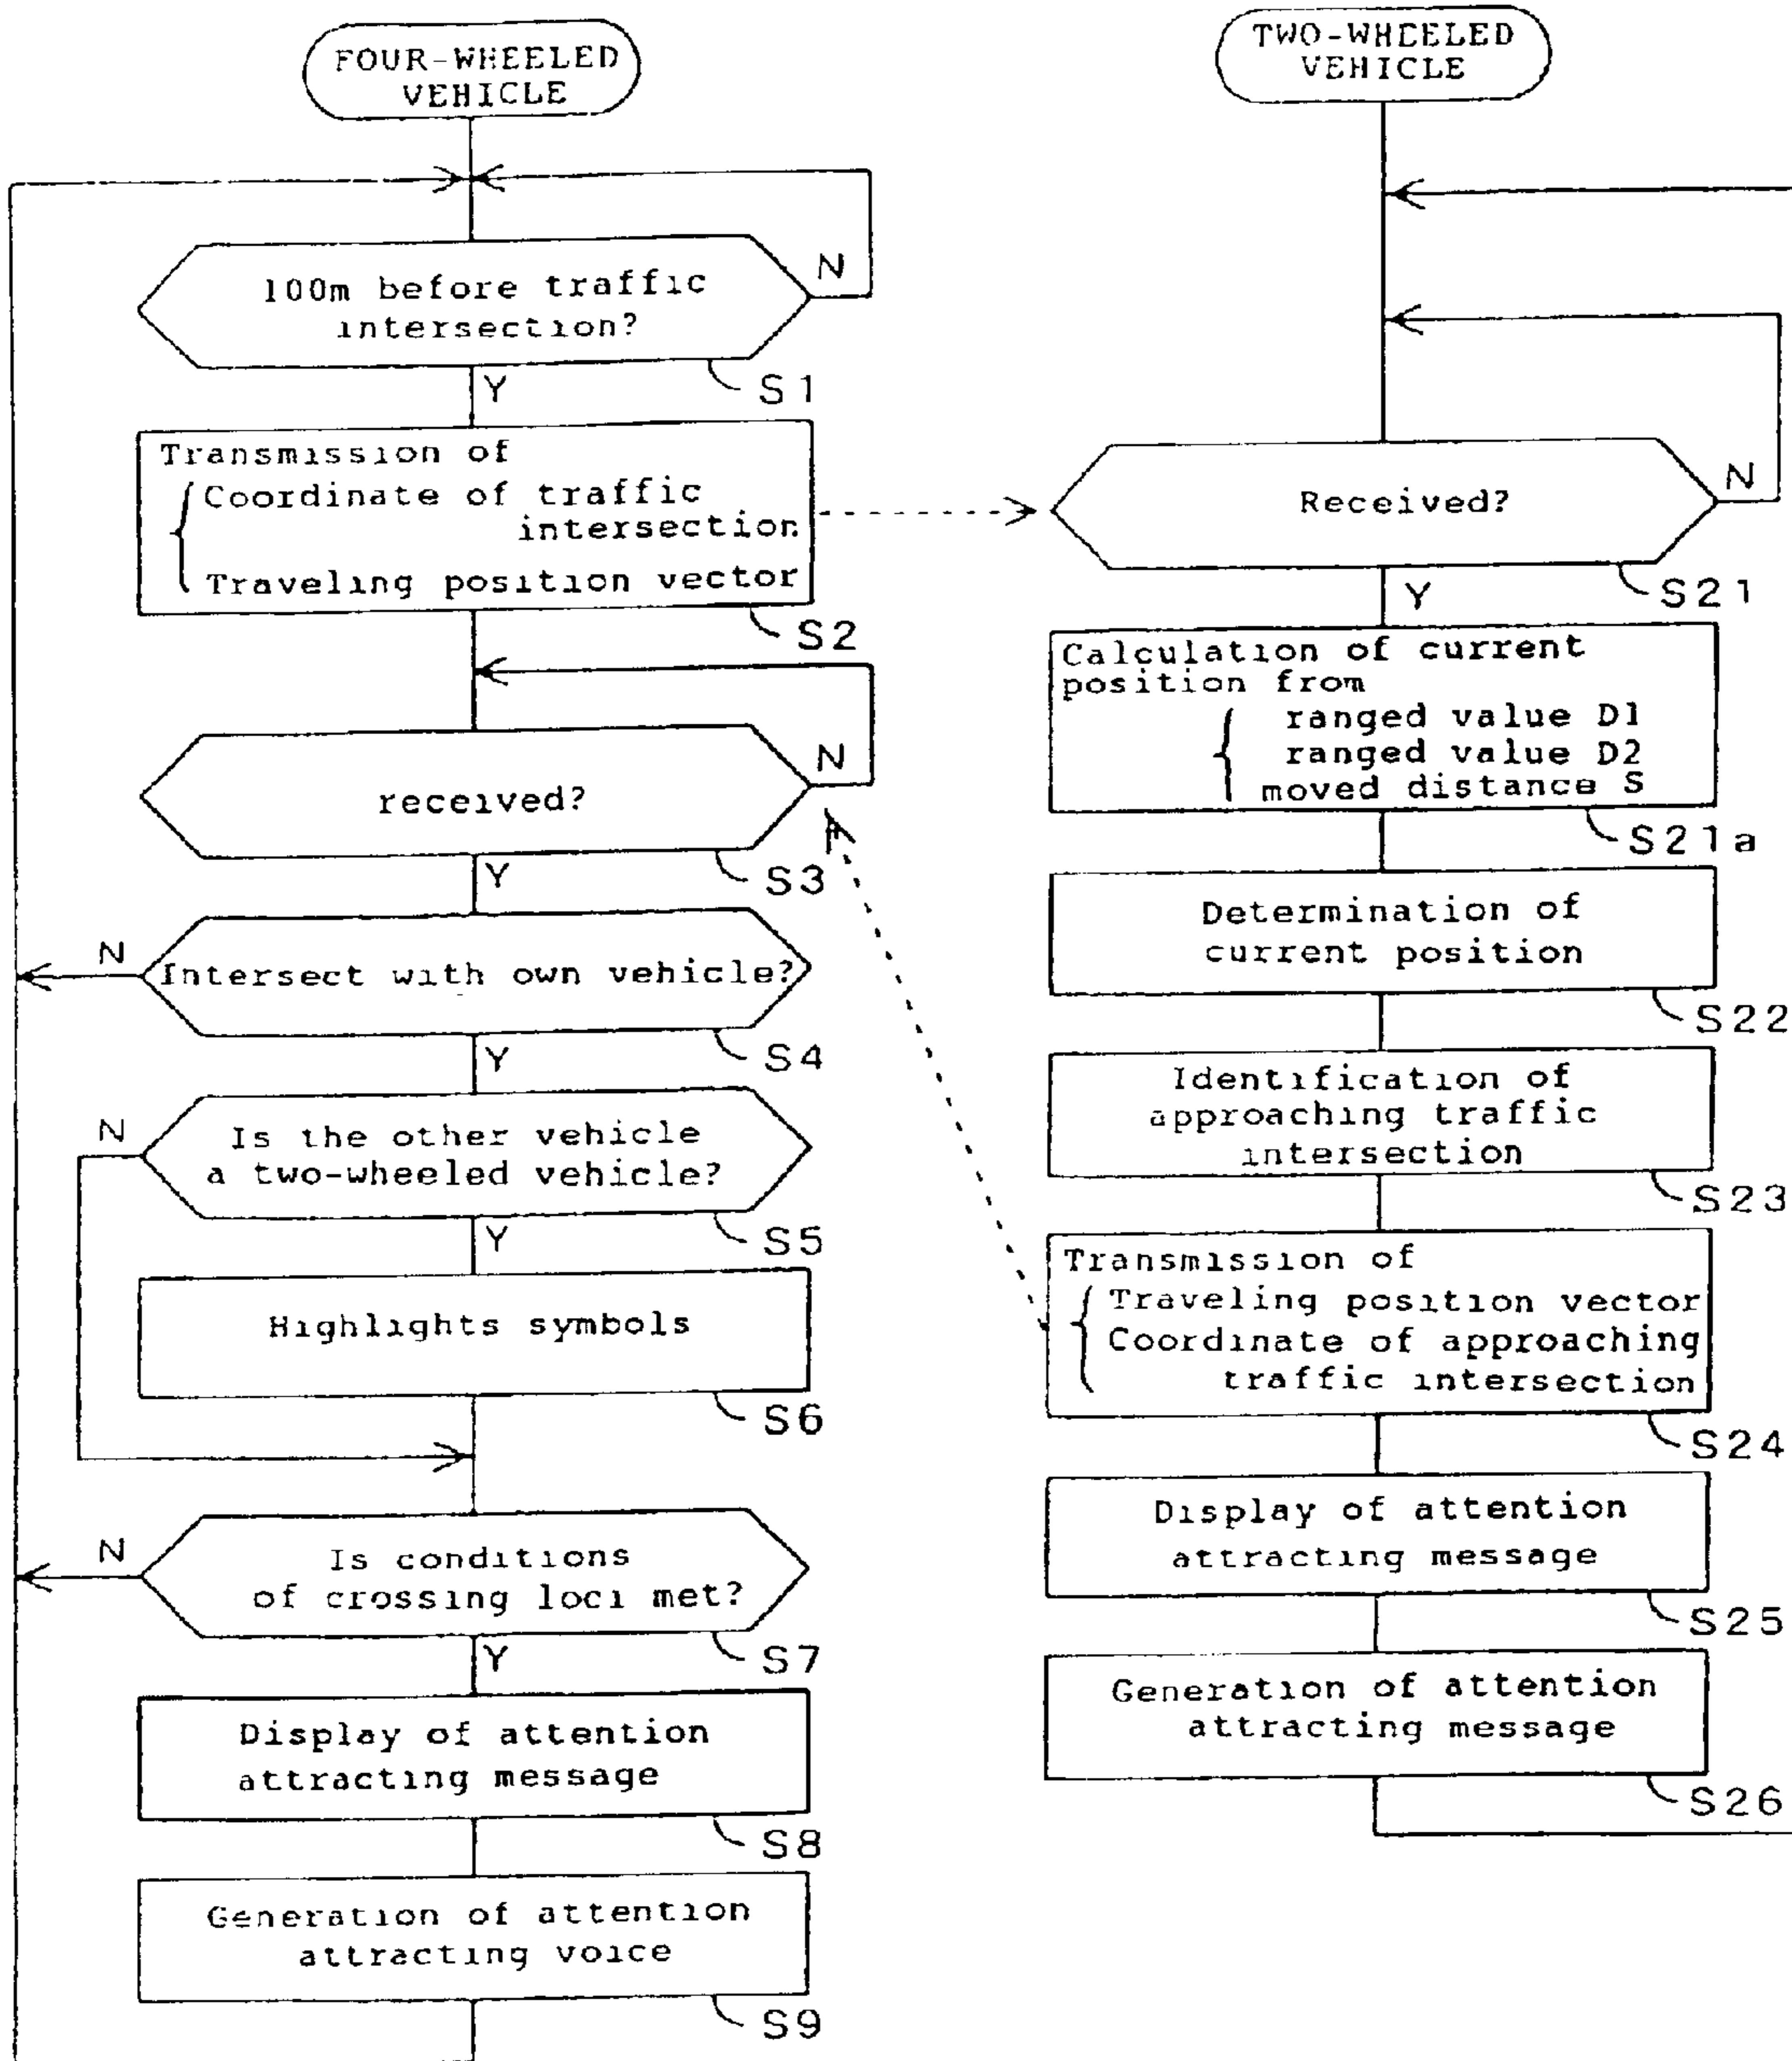 FOUR-WHEELED
VEHICLE
100m before traffic
intersection?
N
Y
S1
Transmission of
Coordinate of traffic
intersection
Traveling position vector
S2
received?
N
Y
S3
Intersect with own vehicle?
N
Y
S4
Is the other vehicle
a two-wheeled vehicle?
N
Y
S5
Highlights symbols
S6
Is conditions
of crossing loci met?
N
Y
S7
Display of attention
attracting message
S8
Generation of attention
attracting voice
S9
TWO-WHEELED
VEHICLE
Received?
N
Y
S21
Calculation of current
position from
ranged value D1
ranged value D2
moved distance S
S21a
Determination of
current position
S22
Identification of
approaching traffic
intersection
S23
Transmission of
Traveling position vector
Coordinate of approaching
traffic intersection
S24
Display of attention
attracting message
S25
Generation of attention
attracting message
S26